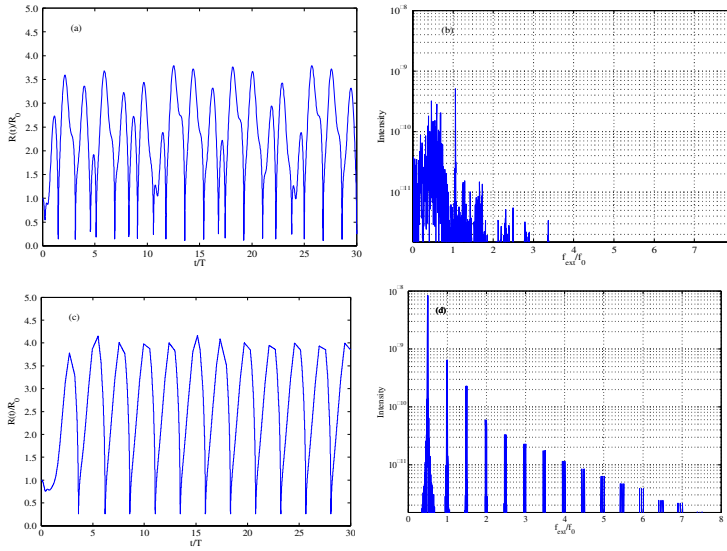 (a)
R(t)/R0
5.0
4.5
4.0
3.5
3.0
2.5
2.0
1.5
1.0
0.5
0.0
0 5 10 15 20 25 30
t/T
(b)
Intensity
10−8
10−9
10−10
10−11
0 1 2 3 4 5 6 7
fext/f0
(c)
R(t)/R0
5.0
4.5
4.0
3.5
3.0
2.5
2.0
1.5
1.0
0.5
0.0
0 5 10 15 20 25 30
t/T
(d)
Intensity
10−8
10−9
10−10
10−11
0 1 2 3 4 5 6 7 8
fext/f0